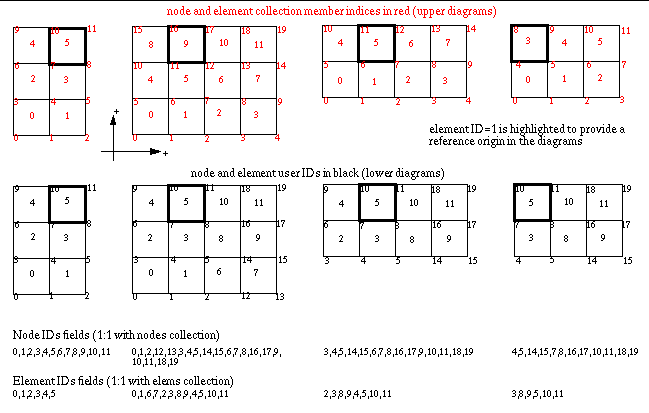 node and element collection member indices in red (upper diagrams)
9 10 11
4 5
6 7 8
2 3
3 4 5
0 1
0 1 2
15 16 17 18 19
8 9 10 11
10 11 12 13 14
4 5 6 7
5 6 7 8 9
0 1 2 3
0 1 2 3 4
10 11 12 13 14
4 5 6 7
5 6 7 8 9
0 1 2 3
0 1 2 3 4
8 9 10 11
3 4 5
4 5 6 7
0 1 2
0 1 2 3
+
+
element ID=1 is highlighted to provide a
reference origin in the diagrams
node and element user IDs in black (lower diagrams)
9 10 11
4 5
6 7 8
2 3
3 4 5
0 1
0 1 2
9 10 11 18 19
4 5 10 11
6 7 8 16 17
2 3 8 9
3 4 5 14 15
0 1 6 7
0 1 2 12 13
9 10 11 18 19
4 5 10 11
6 7 8 16 17
2 3 8 9
3 4 5 14 15
10 11 18 19
5 10 11
7 8 16 17
3 8 9
4 5 14 15
Node IDs fields (1:1 with nodes collection)
0,1,2,3,4,5,6,7,8,9,10,11
0,1,2,12,13,3,4,5,14,15,6,7,8,16,17,9,
10,11,18,19
3,4,5,14,15,6,7,8,16,17,9,10,11,18,19
4,5,14,15,7,8,16,17,10,11,18,19
Element IDs fields (1:1 with elems collection)
0,1,2,3,4,5
0,1,6,7,2,3,8,9,4,5,10,11
2,3,8,9,4,5,10,11
3,8,9,5,10,11